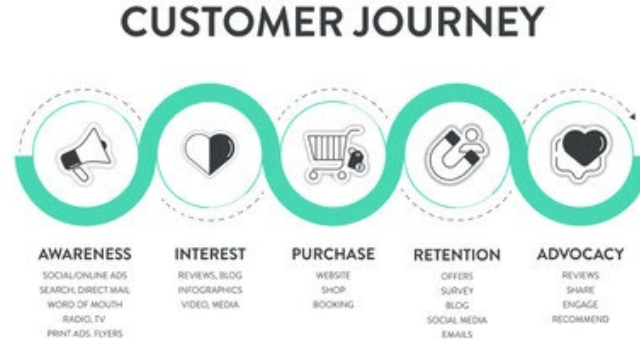 CUSTOMER JOURNEY
AWARENESS
SOCIAL/ONLINE ADS
SEARCH, DIRECT MAIL
WORD OF MOUTH
RADIO, TV
PRINT ADS, FLYERS
INTEREST
REVIEWS, BLOG
INFOGRAPHICS
VIDEO, MEDIA
PURCHASE
WEBSITE
SHOP
BOOKING
RETENTION
OFFERS
SURVEY
BLOG
SOCIAL MEDIA
EMAILS
ADVOCACY
REVIEWS
SHARE
ENGAGE
RECOMMEND